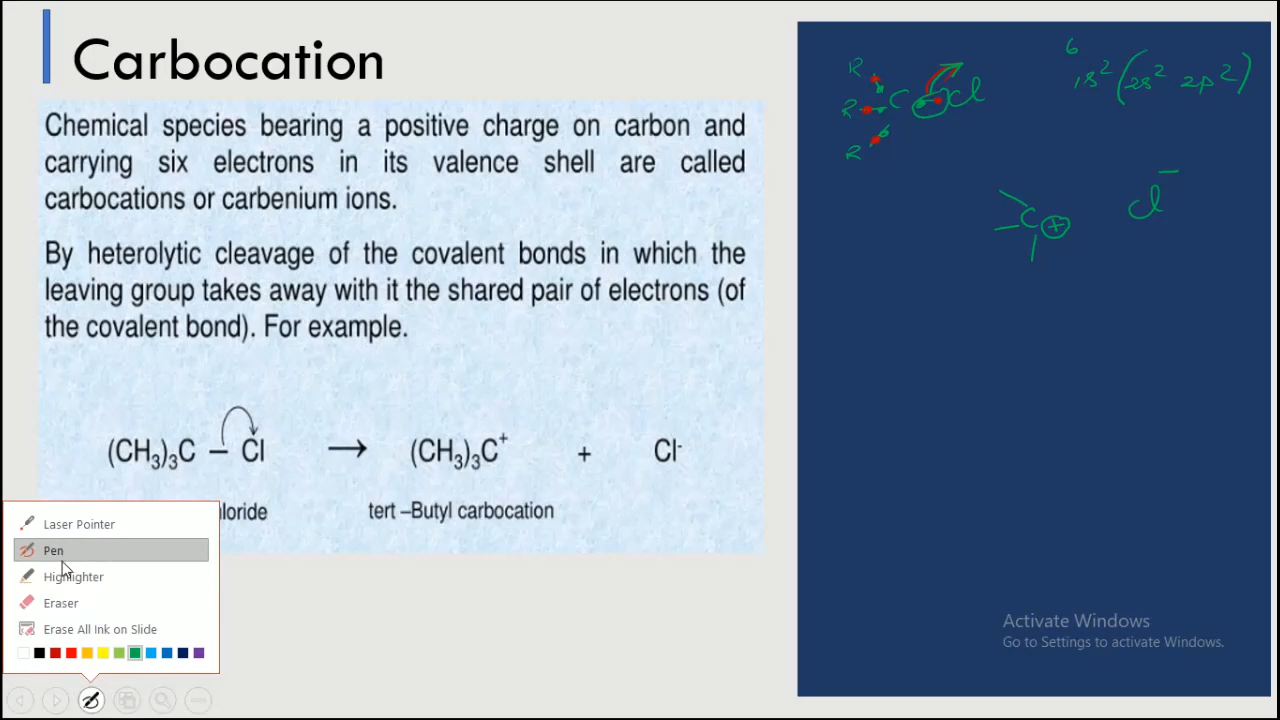 Carbocation
Chemical species bearing a positive charge on carbon and
carrying six electrons in its valence shell are called
carbocations or carbenium ions.
By heterolytic cleavage of the covalent bonds in which the
leaving group takes away with it the shared pair of electrons (of
the covalent bond). For example.
(CH₃)₃C – Cl → (CH₃)₃C⁺ + Cl⁻
hloride tert –Butyl carbocation
R
R C Cl
R
6
1s² (2s² 2p²)
C + Cl⁻
Laser Pointer
Pen
Highlighter
Eraser
Erase All Ink on Slide
Activate Windows
Go to Settings to activate Windows.